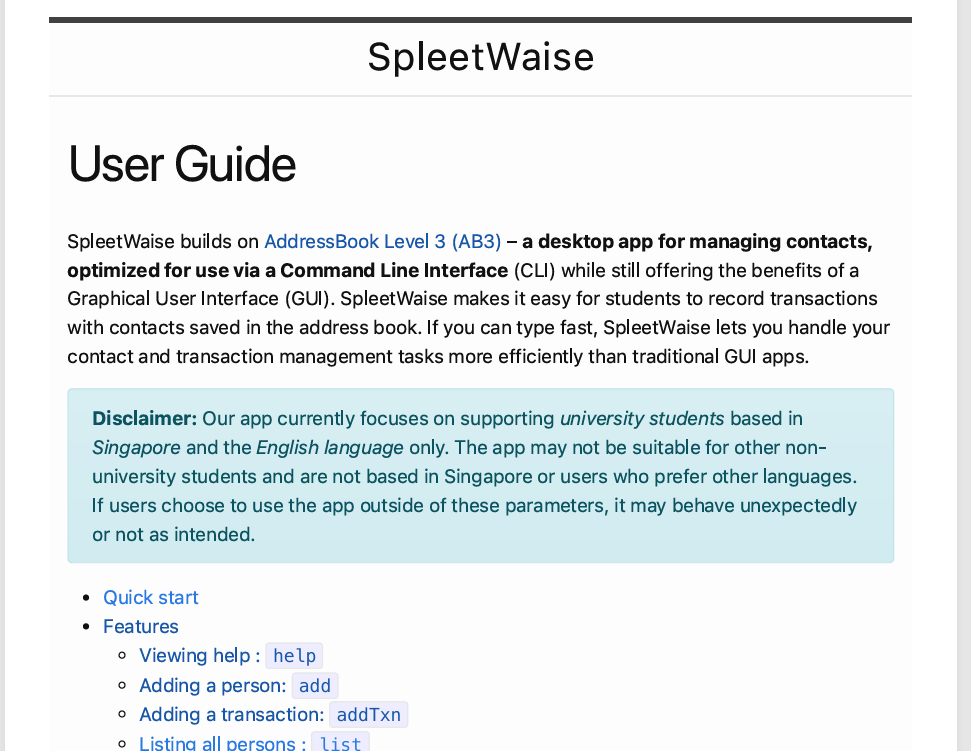 SpleetWaise
User Guide
SpleetWaise builds on AddressBook Level 3 (AB3) – a desktop app for managing contacts,
optimized for use via a Command Line Interface (CLI) while still offering the benefits of a
Graphical User Interface (GUI). SpleetWaise makes it easy for students to record transactions
with contacts saved in the address book. If you can type fast, SpleetWaise lets you handle your
contact and transaction management tasks more efficiently than traditional GUI apps.
Disclaimer: Our app currently focuses on supporting university students based in
Singapore and the English language only. The app may not be suitable for other non-
university students and are not based in Singapore or users who prefer other languages.
If users choose to use the app outside of these parameters, it may behave unexpectedly
or not as intended.
• Quick start
• Features
◦ Viewing help : help
◦ Adding a person: add
◦ Adding a transaction: addTxn
◦ Listing all persons : list